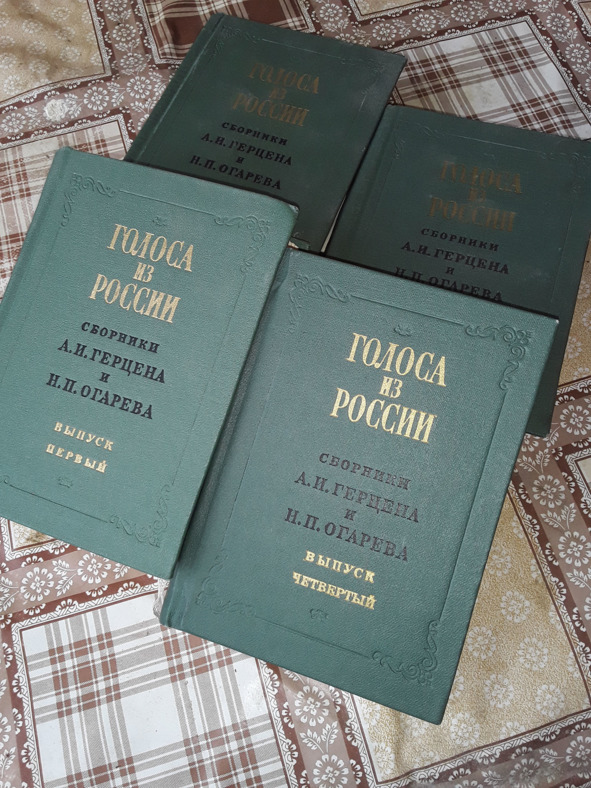 ГОЛОСА
ИЗ
РОССИИ
СБОРНИКИ
А.И.ГЕРЦЕНА
И
Н.П.ОГАРЕВА
ГОЛОСА
ИЗ
РОССИИ
СБОРНИКИ
А.И.ГЕРЦЕНА
И
Н.П.ОГАРЕВА
ГОЛОСА
ИЗ
РОССИИ
СБОРНИКИ
А.И.ГЕРЦЕНА
И
Н.П.ОГАРЕВА
ВЫПУСК
ПЕРВЫЙ
ГОЛОСА
ИЗ
РОССИИ
СБОРНИКИ
А.И.ГЕРЦЕНА
И
Н.П.ОГАРЕВА
ВЫПУСК
ЧЕТВЕРТЫЙ